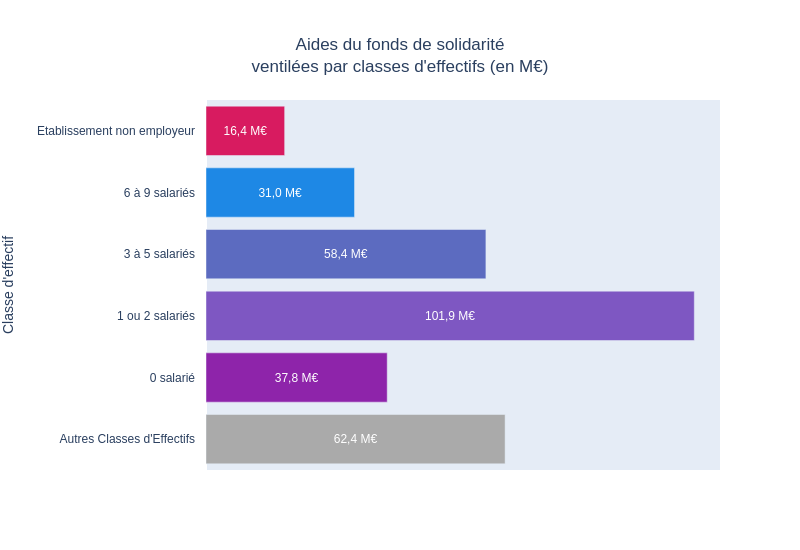 Aides du fonds de solidarité
ventilées par classes d'effectifs (en M€)
Classe d'effectif
Etablissement non employeur
16,4 M€
6 à 9 salariés
31,0 M€
3 à 5 salariés
58,4 M€
1 ou 2 salariés
101,9 M€
0 salarié
37,8 M€
Autres Classes d'Effectifs
62,4 M€